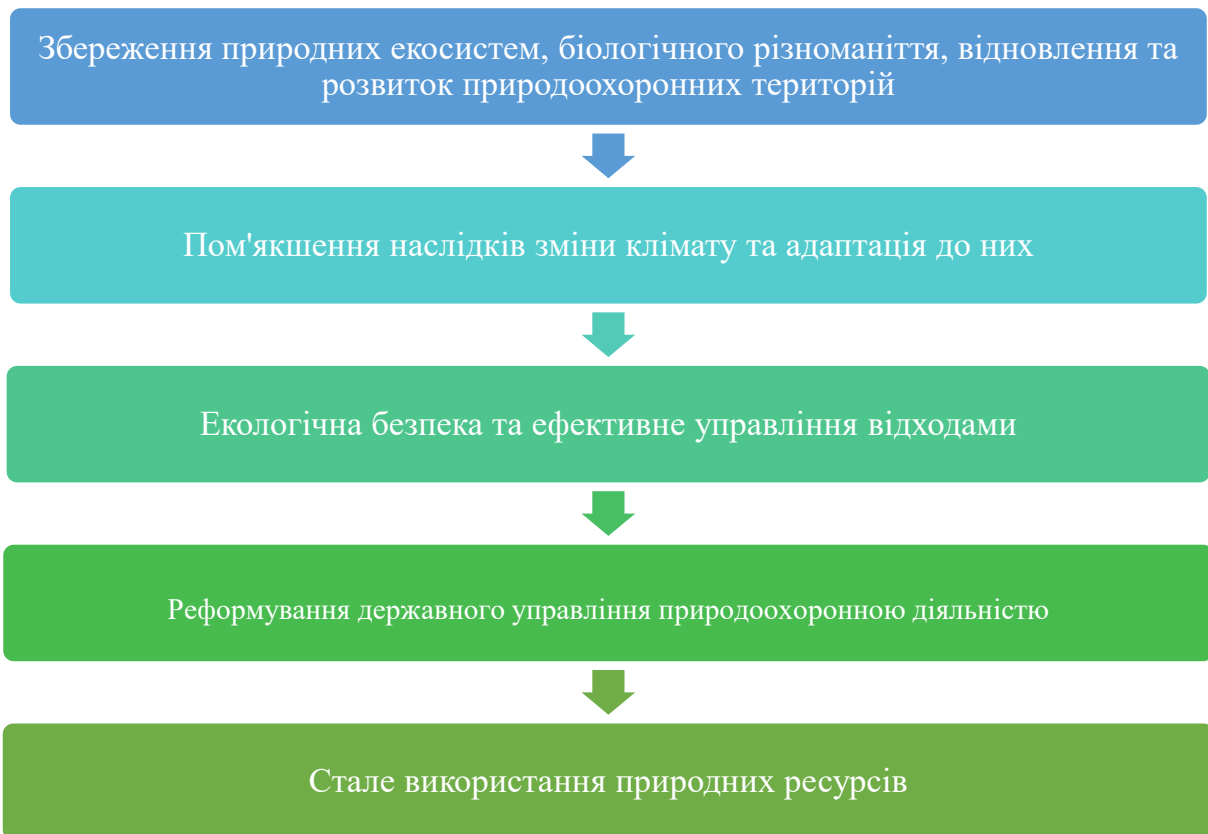 Збереження природних екосистем, біологічного різноманіття, відновлення та
розвиток природоохоронних територій
Пом'якшення наслідків зміни клімату та адаптація до них
Екологічна безпека та ефективне управління відходами
Реформування державного управління природоохоронною діяльністю
Стале використання природних ресурсів